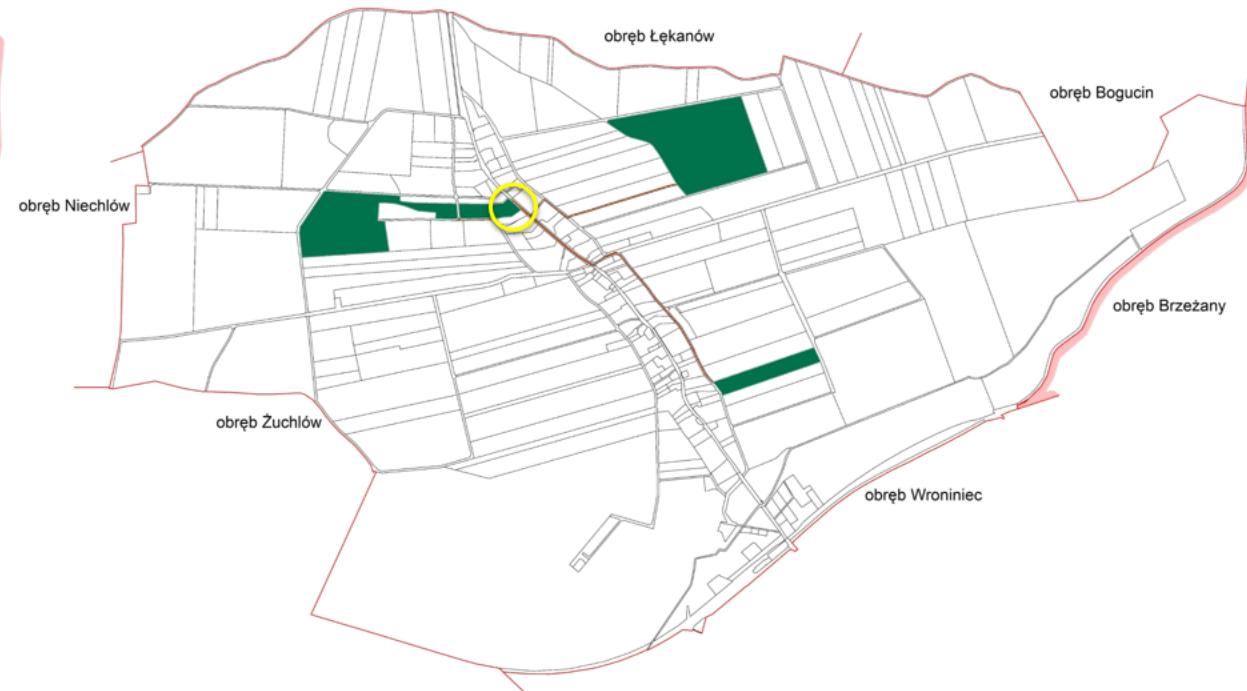 obręb Łękanów
obręb Bogucin
obręb Niechlów
obręb Brzeżany
obręb Żuchlów
obręb Wroniniec